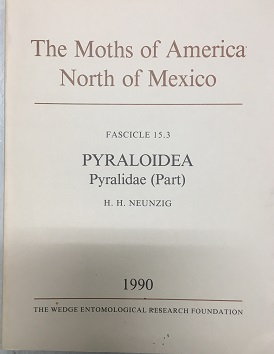 The Moths of America
North of Mexico
FASCICLE 15.3
PYRALOIDEA
Pyralidae (Part)
H. H. NEUNZIG
1990
THE WEDGE ENTOMOLOGICAL RESEARCH FOUNDATION